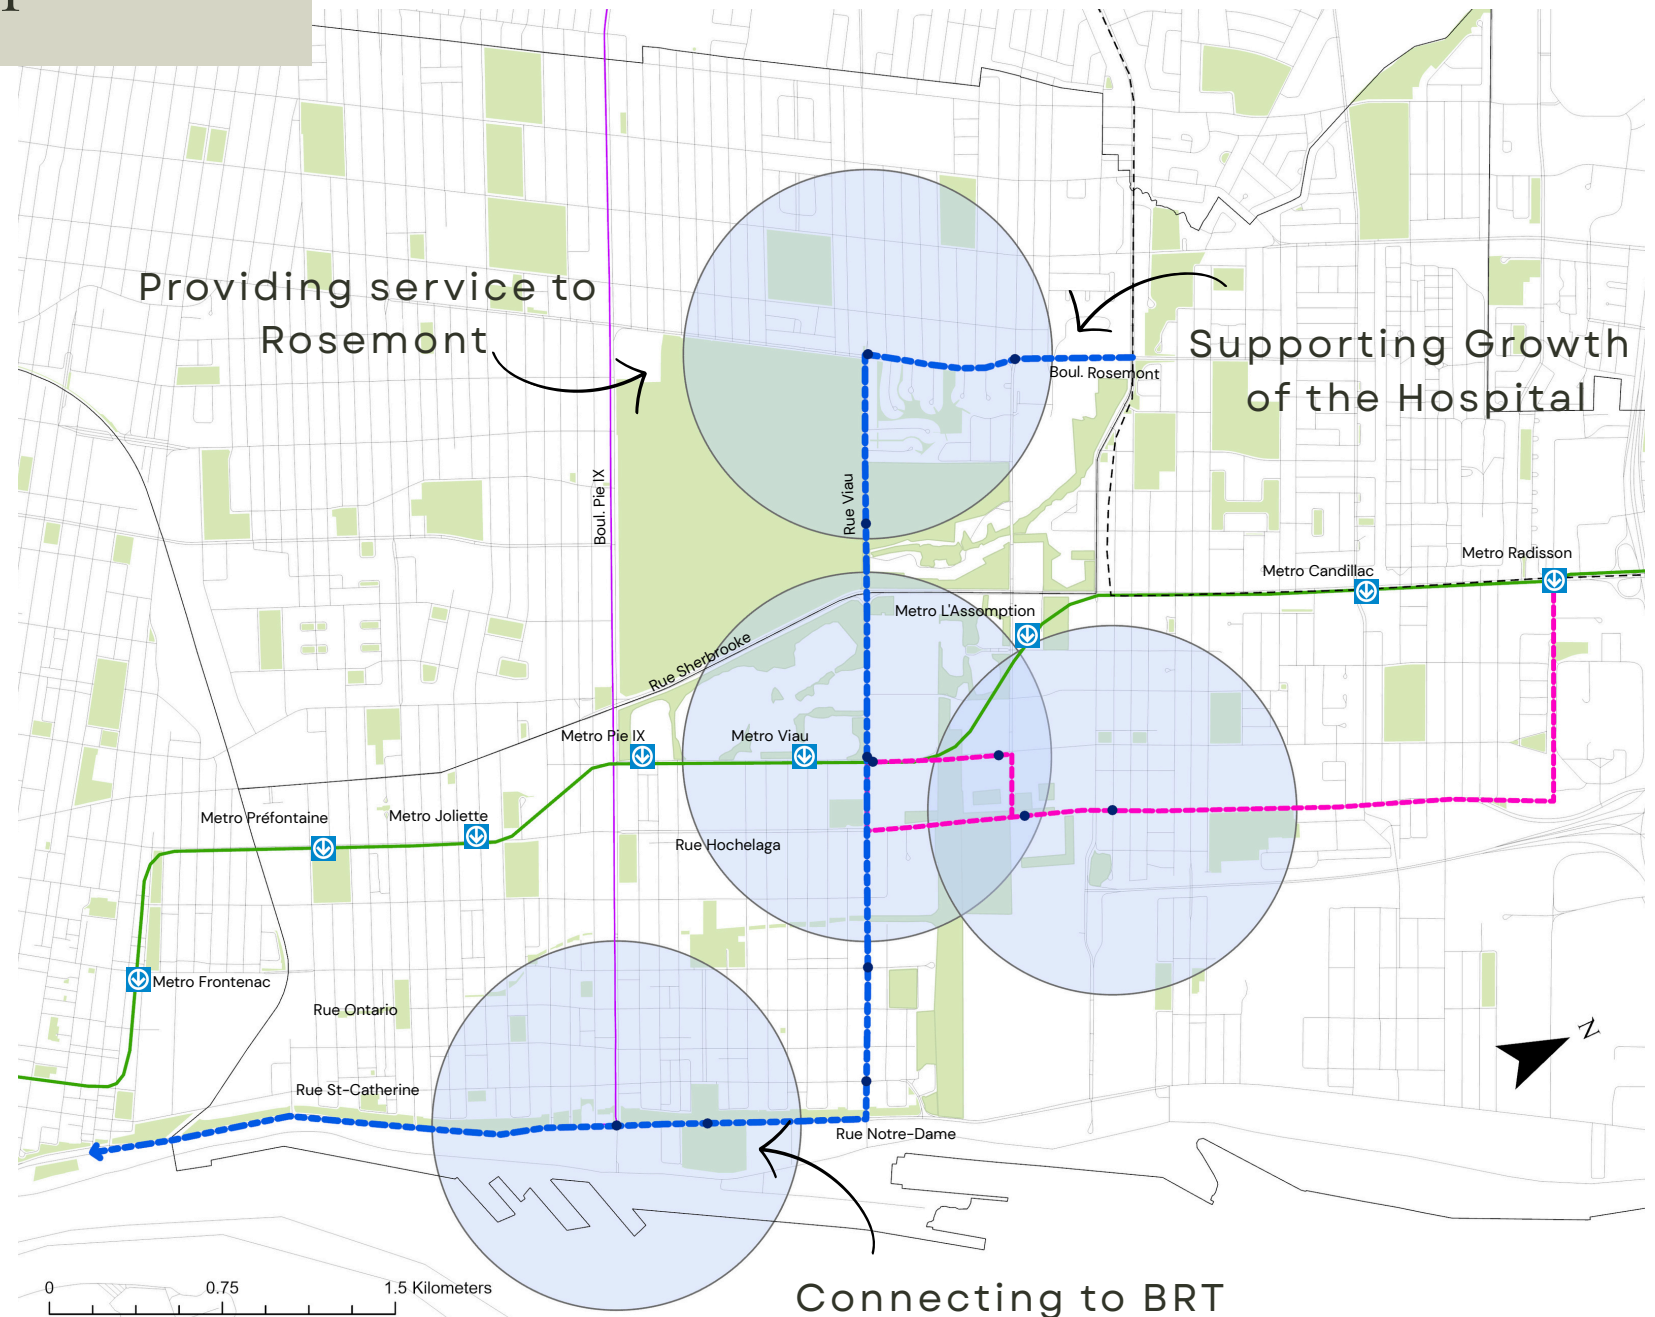 Providing service to
Rosemont
Supporting Growth
of the Hospital
Boul. Rosemont
Boul. Pie IX
Rue Viau
Metro Radisson
Metro Candillac
Metro L'Assomption
Rue Sherbrooke
Metro Pie IX
Metro Viau
Metro Préfontaine
Metro Joliette
Rue Hochelaga
Metro Frontenac
Rue Ontario
N
Rue St-Catherine
Rue Notre-Dame
0 0.75 1.5 Kilometers
Connecting to BRT